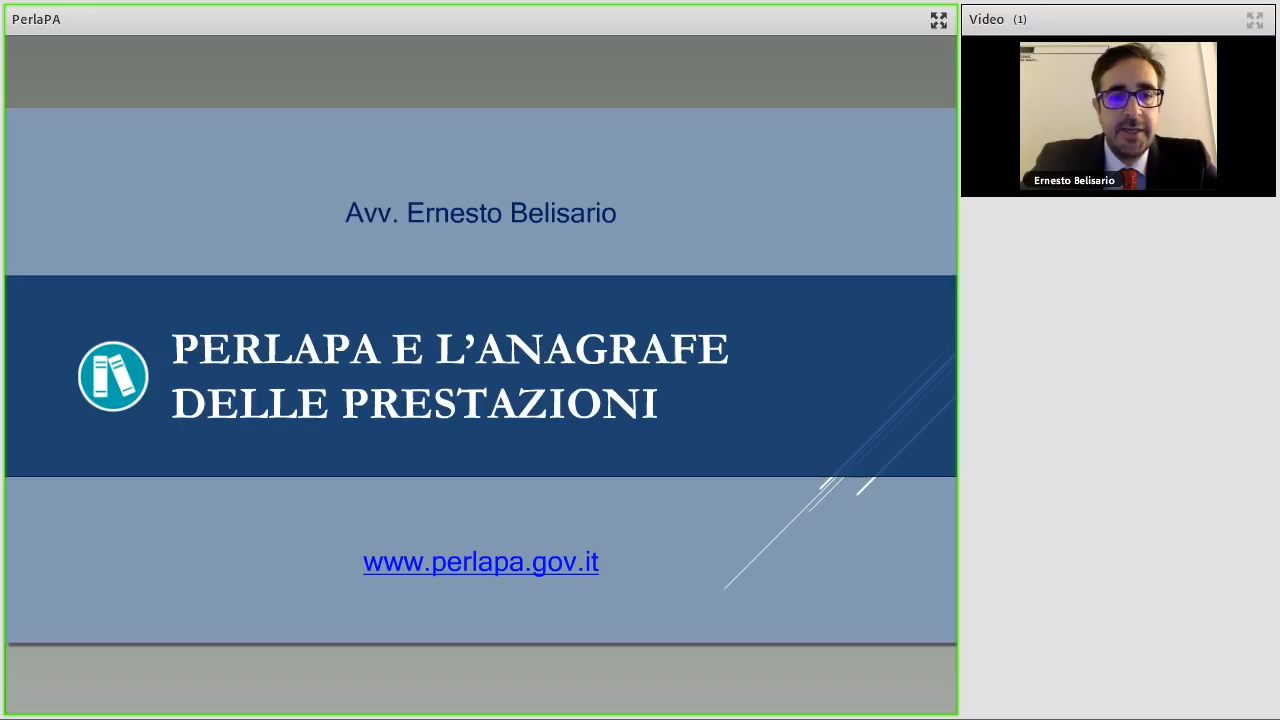 PerlaPA
Video (1)
Ernesto Belisario
Avv. Ernesto Belisario
PERLAPA E L’ANAGRAFE
DELLE PRESTAZIONI
www.perlapa.gov.it